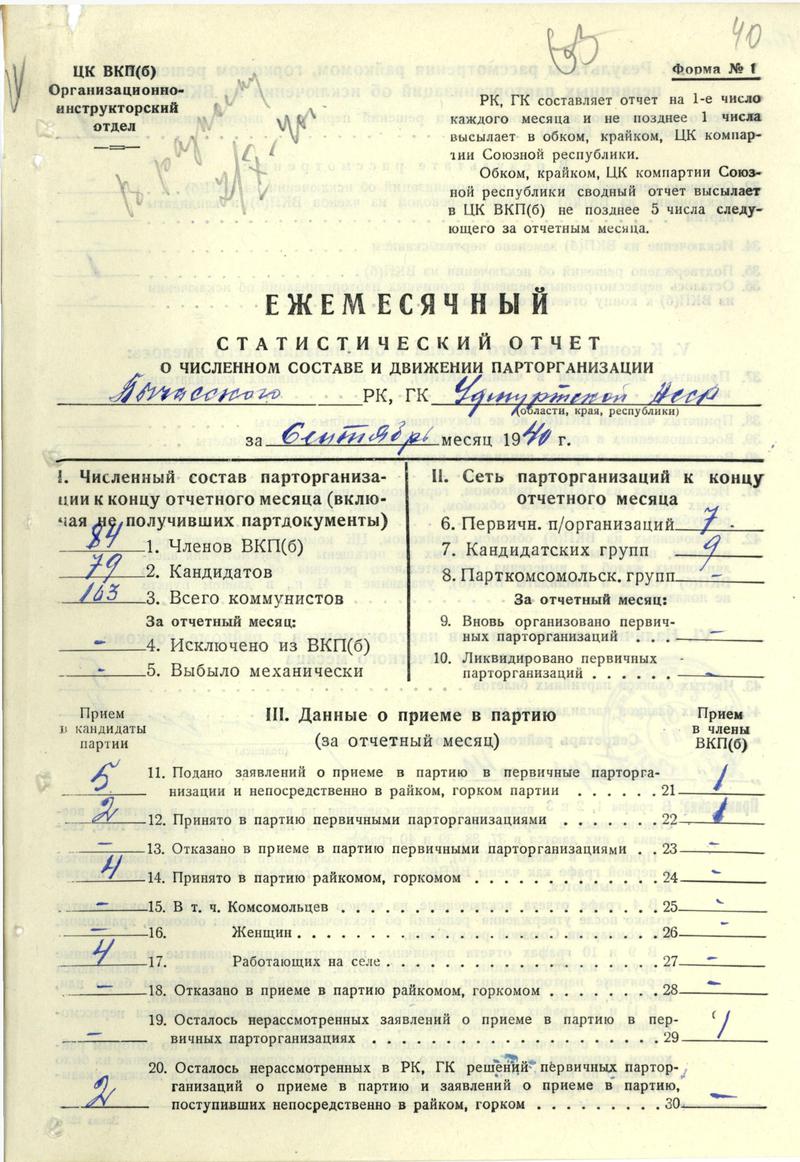 40
ЦК ВКП(б)
Организационно-
инструкторский
отдел
Форма № 1
РК, ГК составляет отчет на 1-е число
каждого месяца и не позднее 1 числа
высылает в обком, крайком, ЦК компар-
тии Союзной республики.
Обком, крайком, ЦК компартии Союз-
ной республики сводный отчет высылает
в ЦК ВКП(б) не позднее 5 числа следу-
ющего за отчетным месяца.
ЕЖЕМЕСЯЧНЫЙ
СТАТИСТИЧЕСКИЙ ОТЧЕТ
О ЧИСЛЕННОМ СОСТАВЕ И ДВИЖЕНИИ ПАРТОРГАНИЗАЦИИ
Пычасского РК, ГК Удмуртской Асср
(области, края, республики)
за Сентябрь месяц 1940 г.
I. Численный состав парторганиза-
ции к концу отчетного месяца (вклю-
чая не получивших партдокументы)
84 1. Членов ВКП(б)
79 2. Кандидатов
163 3. Всего коммунистов
За отчетный месяц:
- 4. Исключено из ВКП(б)
- 5. Выбыло механически
II. Сеть парторганизаций к концу
отчетного месяца
6. Первичн. п/организаций 7
7. Кандидатских групп 9
8. Парткомсомольск. групп -
За отчетный месяц:
9. Вновь организовано первич-
ных парторганизаций . . . -
10. Ликвидировано первичных
парторганизаций . . . . . . -
Прием
в кандидаты
партии
III. Данные о приеме в партию
(за отчетный месяц)
Прием
в члены
ВКП(б)
11. Подано заявлений о приеме в партию в первичные парторга-
5 низации и непосредственно в райком, горком партии . . . . . . 21 1
2 12. Принято в партию первичными парторганизациями . . . . . . . 22 1
- 13. Отказано в приеме в партию первичными парторганизациями . . 23 -
4 14. Принято в партию райкомом, горкомом . . . . . . . . . . . . 24 -
- 15. В т. ч. Комсомольцев . . . . . . . . . . . . . . . . . . . . 25 -
- 16. Женщин . . . . . . . . . . . . . . . . . . . . . . . 26 -
4 17. Работающих на селе . . . . . . . . . . . . . . . . . 27 -
- 18. Отказано в приеме в партию райкомом, горкомом . . . . . . . . 28 -
19. Осталось нерассмотренных заявлений о приеме в партию в пер-
- вичных парторганизациях . . . . . . . . . . . . . . . . . . 29 1
20. Осталось нерассмотренных в РК, ГК решений первичных партор-
ганизаций о приеме в партию и заявлений о приеме в партию,
2 поступивших непосредственно в райком, горком . . . . . . . . . 30 -